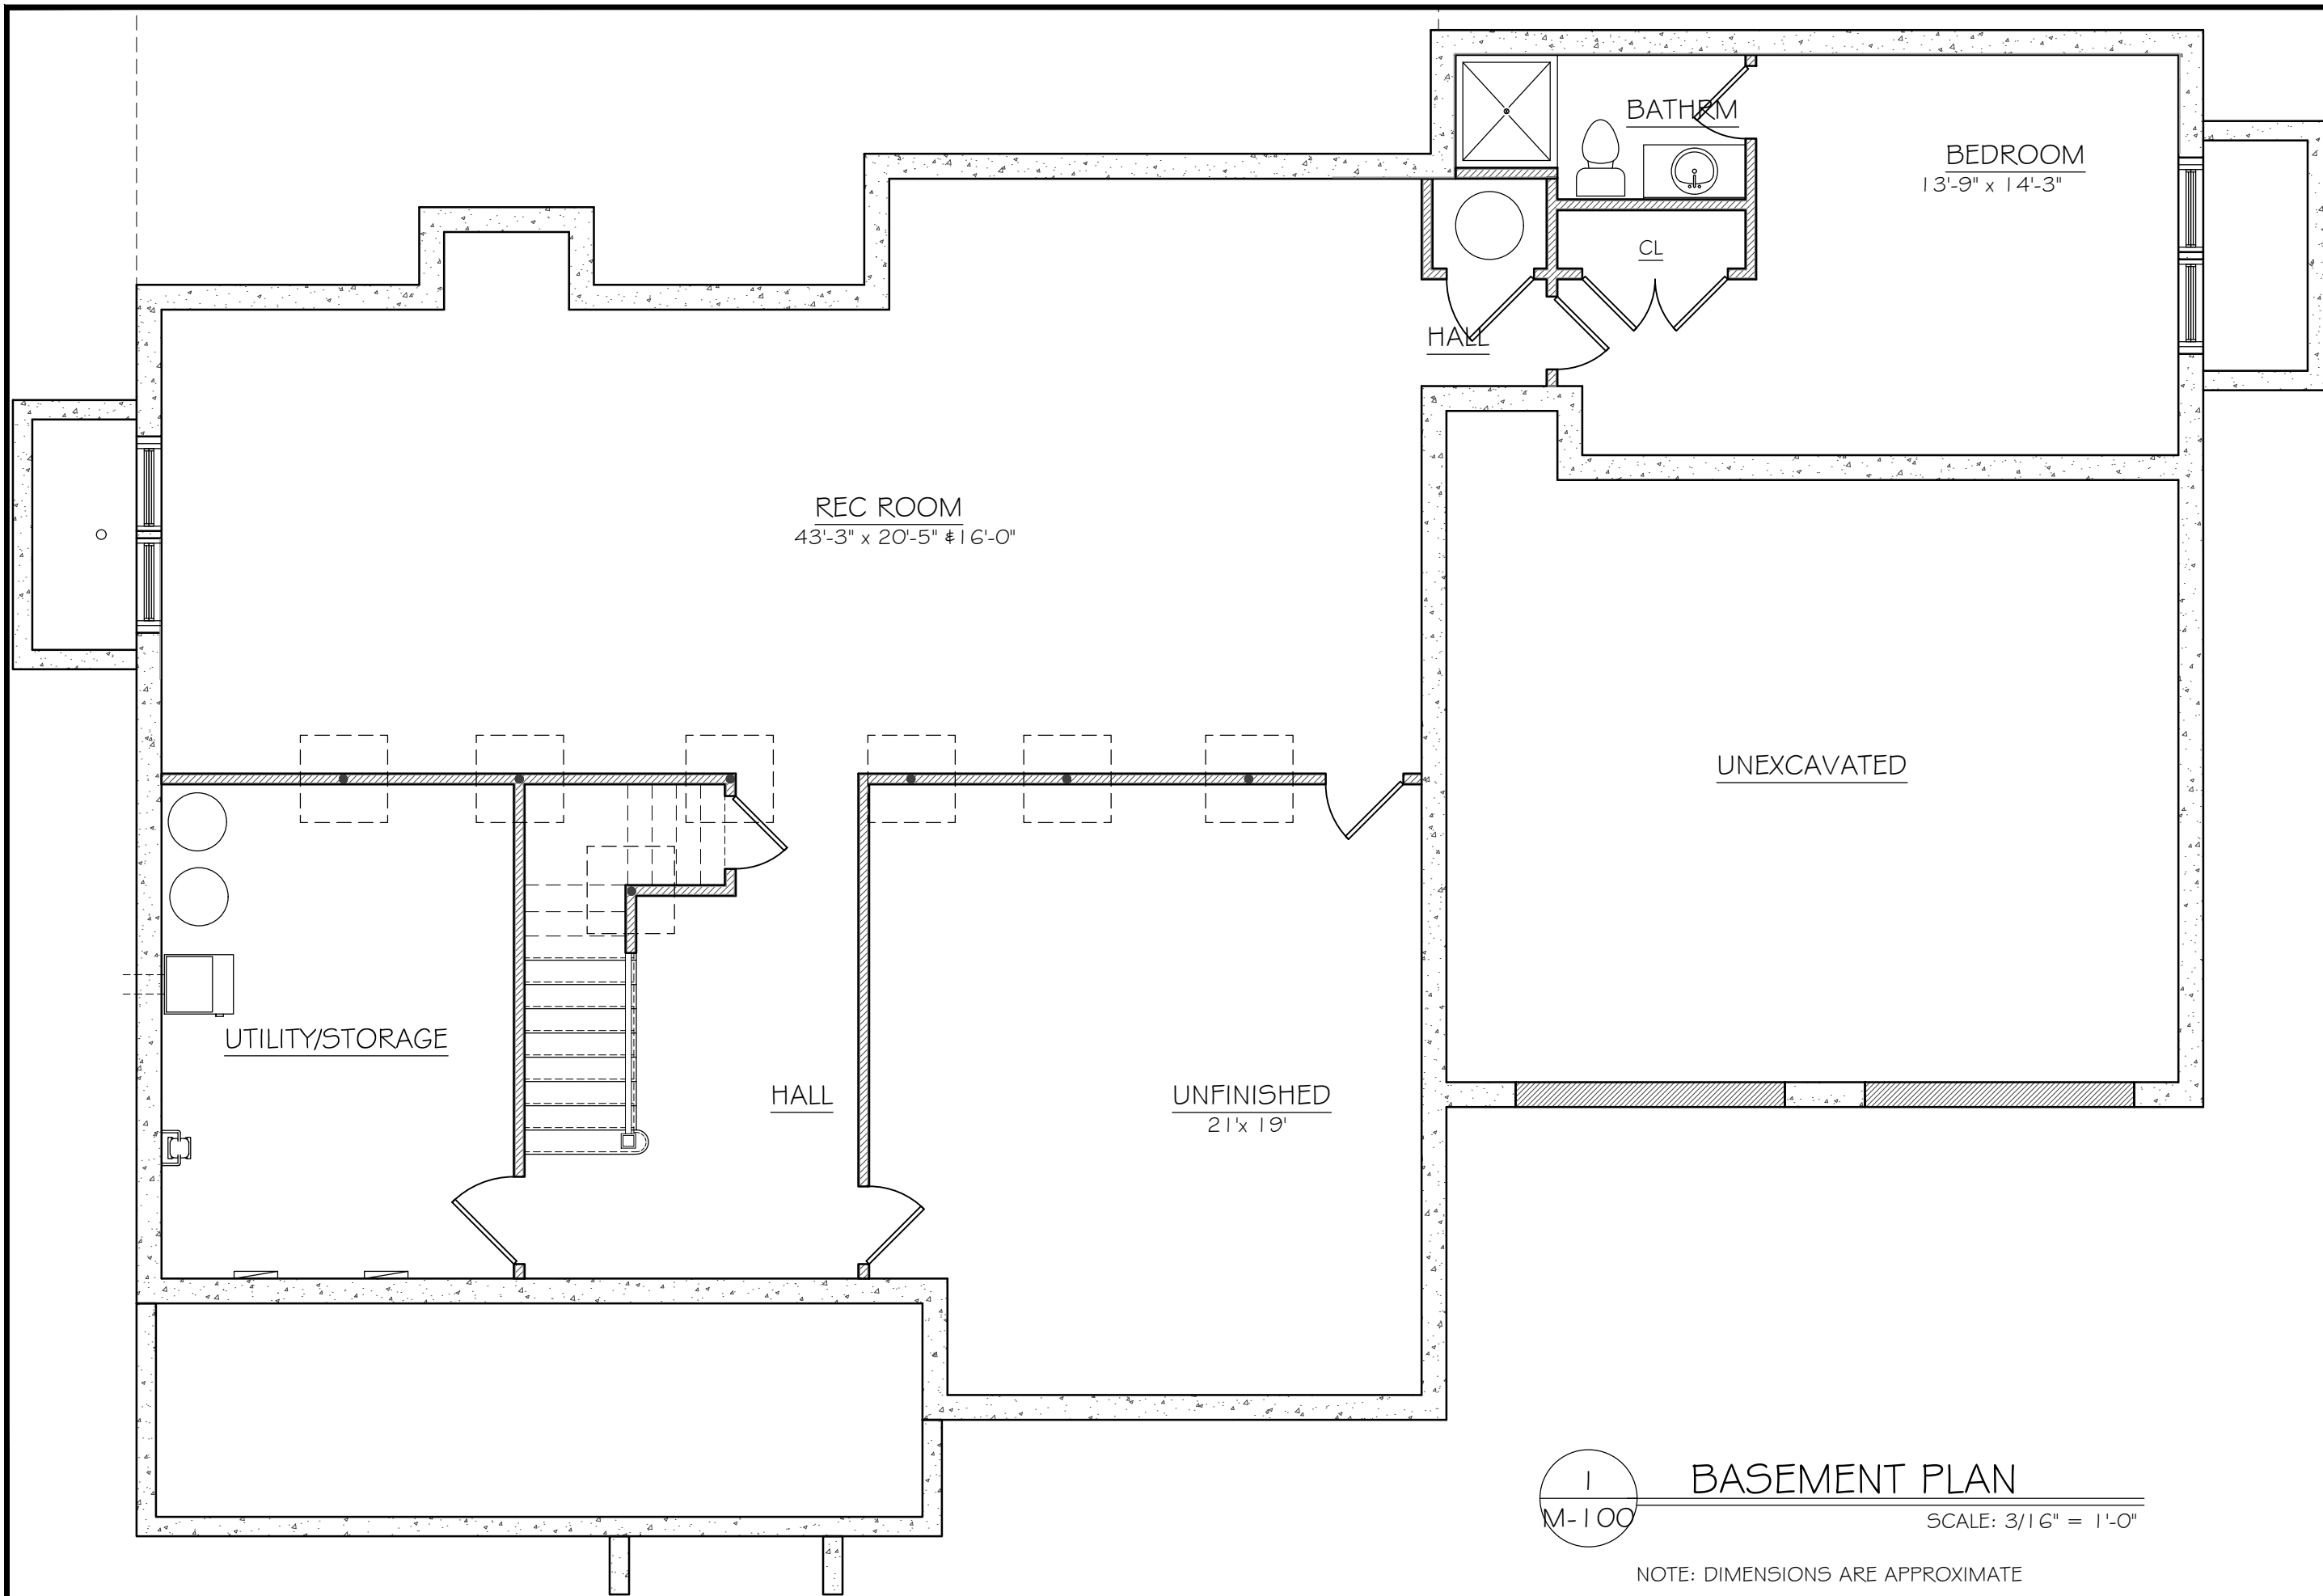 BATHRM
BEDROOM
13'-9" x 14'-3"
CL
HALL
REC ROOM
43'-3" x 20'-5" & 16'-0"
UNEXCAVATED
UTILITY/STORAGE
HALL
UNFINISHED
21'x 19'
1
M-100
BASEMENT PLAN
SCALE: 3/16" = 1'-0"
NOTE: DIMENSIONS ARE APPROXIMATE